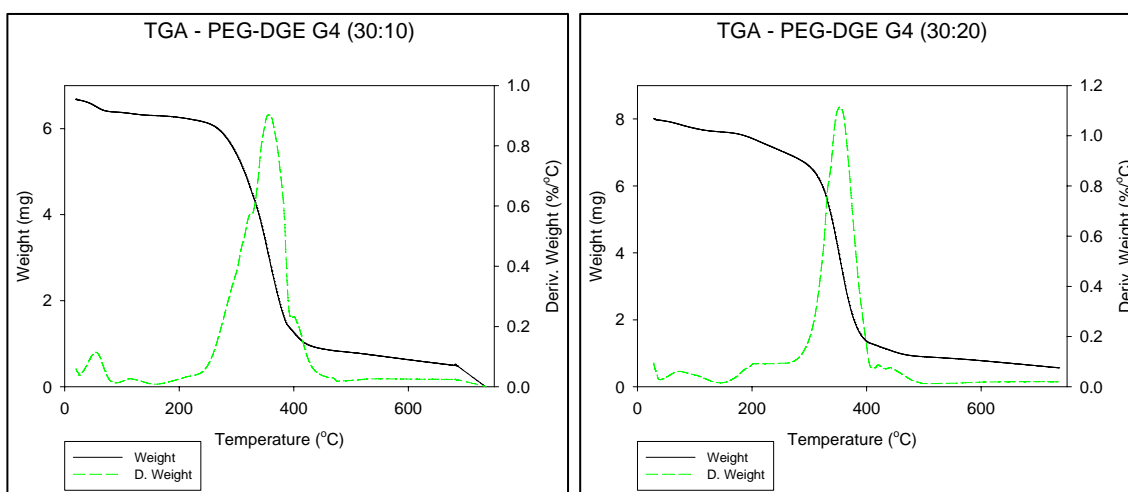 TGA - PEG-DGE G4 (30:10)
Weight (mg)
6
4
2
0
1.0
0.8
0.6
0.4
0.2
0.0
Deriv. Weight (%/°C)
0 200 400 600
Temperature (°C)
Weight
D. Weight
TGA - PEG-DGE G4 (30:20)
Weight (mg)
8
6
4
2
0
1.2
1.0
0.8
0.6
0.4
0.2
0.0
Deriv. Weight (%/°C)
0 200 400 600
Temperature (°C)
Weight
D. Weight